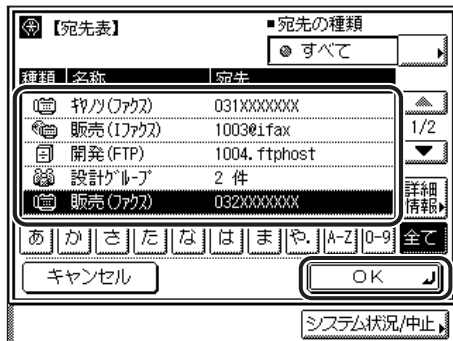 【宛先表】
■宛先の種類
すべて
種類 名称 宛先
ｷﾔﾉﾝ(ﾌｧｸｽ) 031XXXXXXX
販売(Iﾌｧｸｽ) 1003@ifax
開発(FTP) 1004.ftphost
設計ｸﾞﾙｰﾌﾟ 2 件
販売(ﾌｧｸｽ) 032XXXXXXX
1/2
詳細情報
あ か さ た な は ま や. A-Z 0-9 全て
キャンセル OK
システム状況/中止